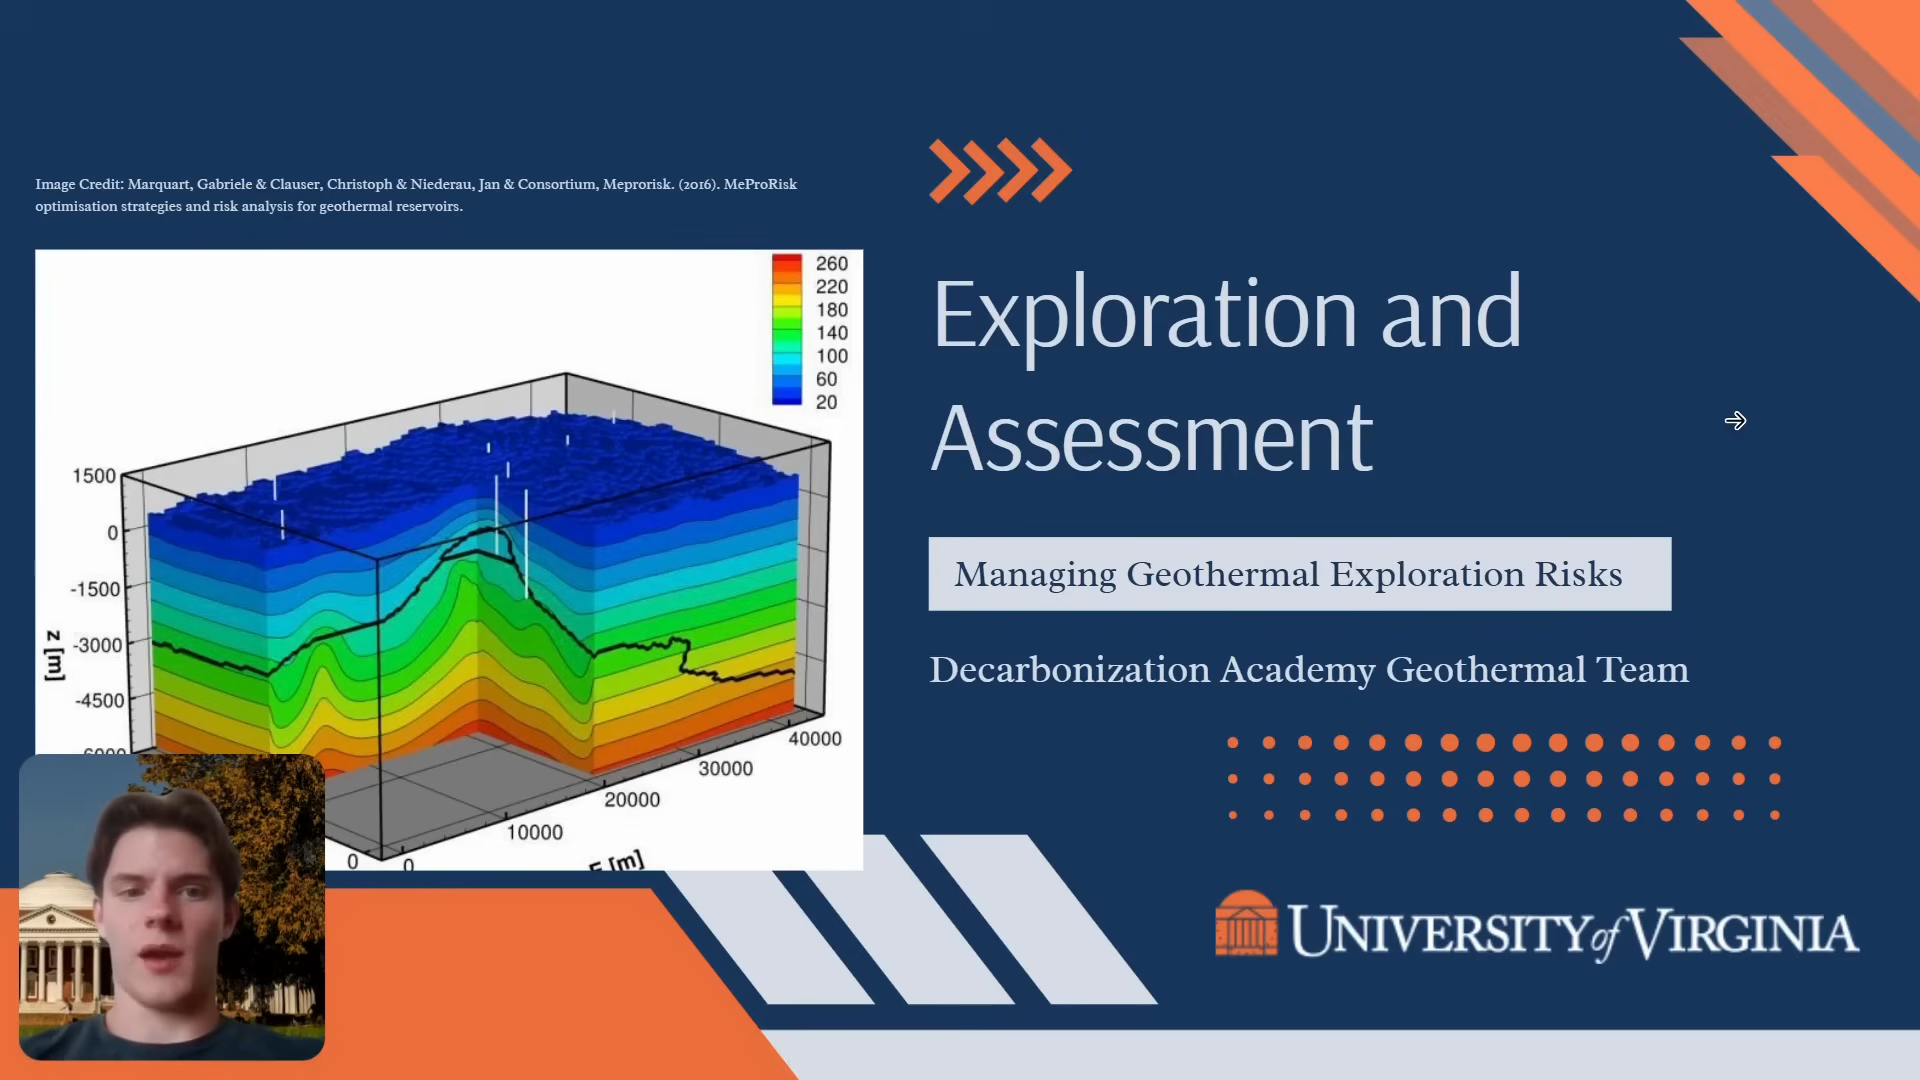 Image Credit: Marquart, Gabriele & Clauser, Christoph & Niederau, Jan & Consortium, Meprorisk. (2016). MeProRisk
optimisation strategies and risk analysis for geothermal reservoirs.
260
220
180
140
100
60
20
1500
0
-1500
-3000
-4500
z [m]
0
0
10000
20000
30000
40000
Exploration and
Assessment
Managing Geothermal Exploration Risks
Decarbonization Academy Geothermal Team
UNIVERSITY of VIRGINIA